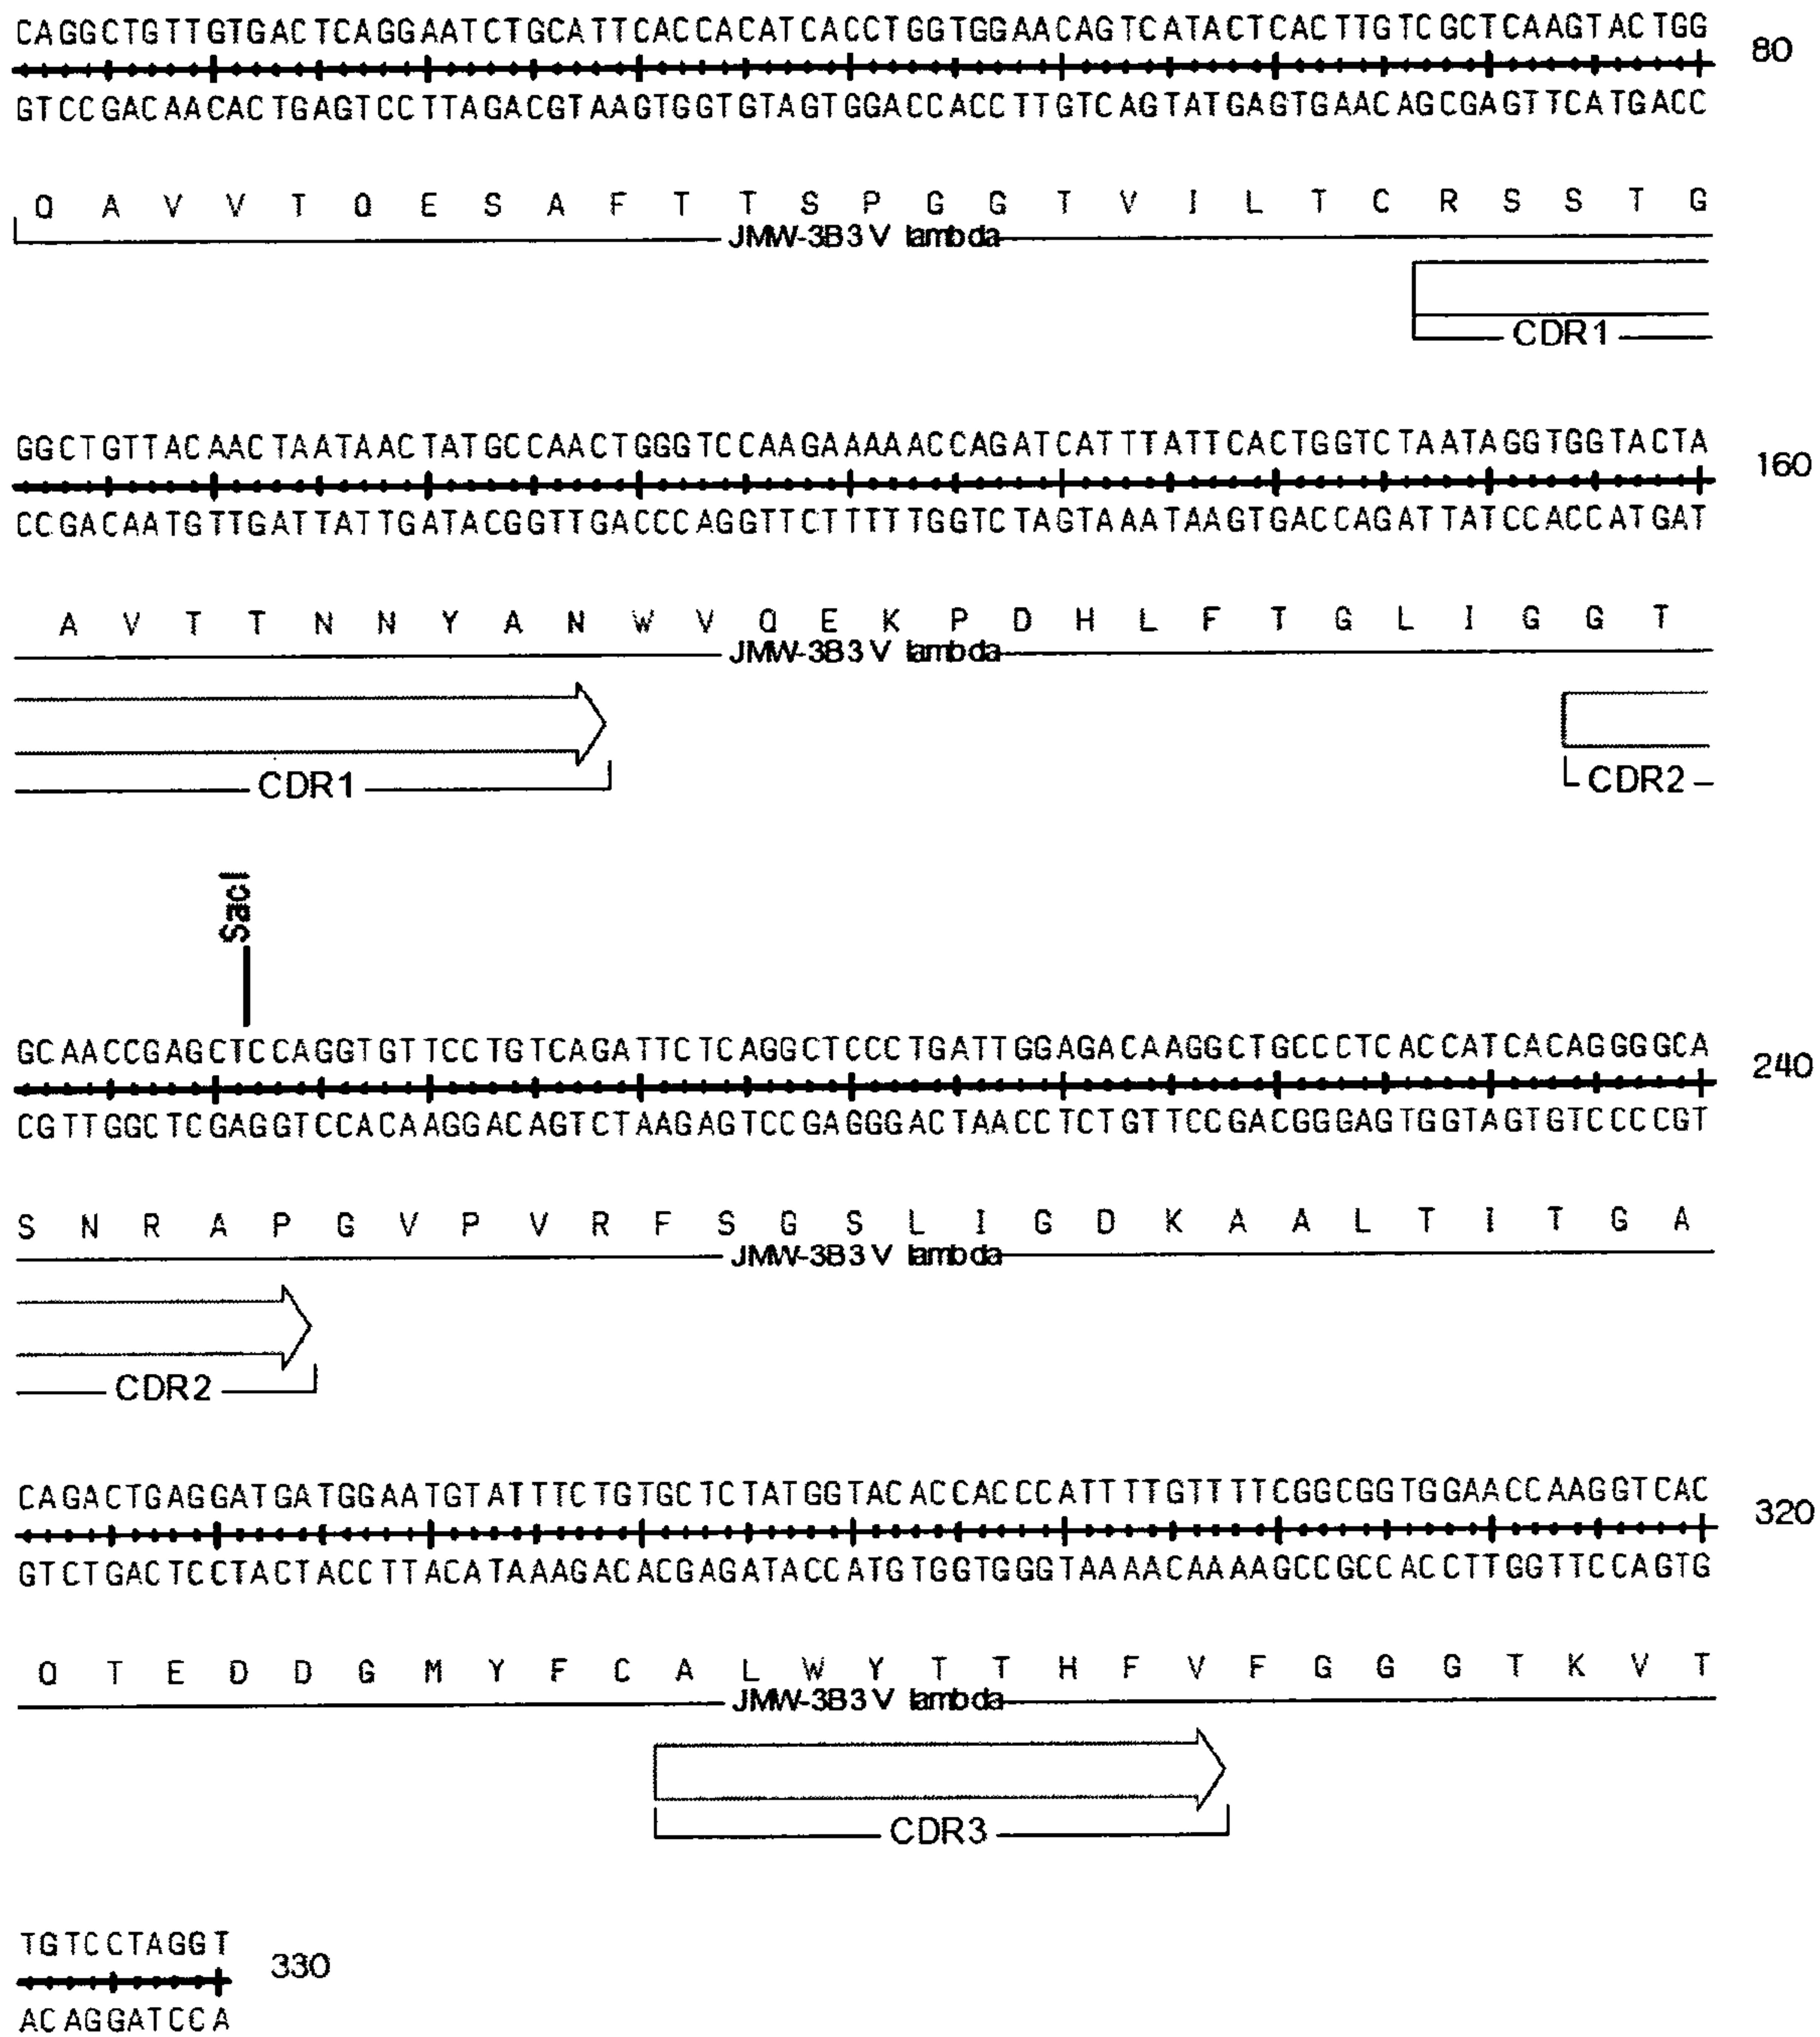 CAGGCTGTTGTGACTCAGGAATCTGCATTCACCACATCACCTGGTGGAACAGTCATACTCACTTGTCGCTCAAGTACTGG
80
GTCCGACAACACTGAGTCCTTAGACGTAAGTGGTGTAGTGGACCACCTTGTCAGTATGAGTGAACAGCGAGTTCATGACC
Q A V V T Q E S A F T T S P G G T V I L T C R S S T G
JMW-3B3 V lambda
CDR1
GGCTGTTACAACTAATAACTATGCCAACTGGGTCCAAGAAAAACCAGATCATTTATTCACTGGTCTAATAGGTGGTACTA
160
CCGACAATGTTGATTATTGATACGGTTGACCCAGGTTCTTTTTGGTCTAGTAAATAAGTGACCAGATTATCCACCATGAT
A V T T N N Y A N W V Q E K P D H L F T G L I G G T
JMW-3B3 V lambda
CDR1 CDR2
SacI
GCAACCGAGCTCCAGGTGTTCCTGTCAGATTCTCAGGCTCCCTGATTGGAGACAAGGCTGCCCTCACCATCACAGGGGCA
240
CGTTGGCTCGAGGTCCACAAGGACAGTCTAAGAGTCCGAGGGACTAACCTCTGTTCCGACGGGAGTGGTAGTGTCCCCGT
S N R A P G V P V R F S G S L I G D K A A L T I T G A
JMW-3B3 V lambda
CDR2
CAGACTGAGGATGATGGAATGTATTTCTGTGCTCTATGGTACACCACCCATTTTGTTTTCGGCGGTGGAACCAAGGTCAC
320
GTCTGACTCCTACTACCTTACATAAAGACACGAGATACCATGTGGTGGGTAAAACAAAAGCCGCCACCTTGGTTCCAGTG
Q T E D D G M Y F C A L W Y T T H F V F G G G T K V T
JMW-3B3 V lambda
CDR3
TGTCCTAGGT
330
ACAGGATCCA